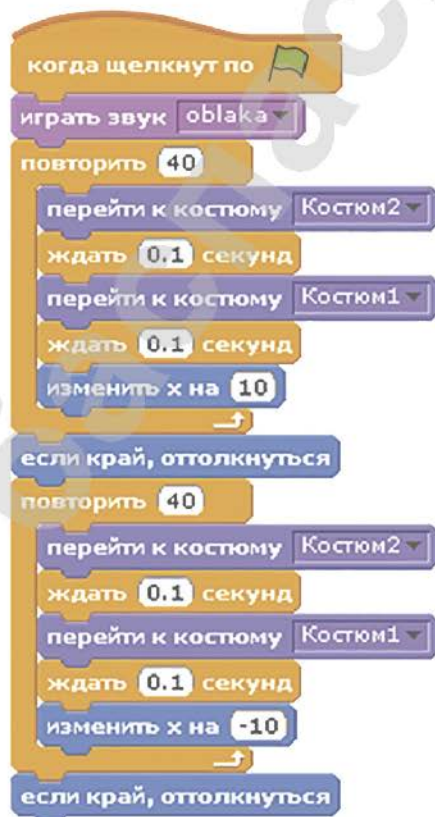 когда щелкнут по
играть звук oblaka
повторить 40
перейти к костюму Костюм2
ждать 0.1 секунд
перейти к костюму Костюм1
ждать 0.1 секунд
изменить х на 10
если край, оттолкнуться
повторить 40
перейти к костюму Костюм2
ждать 0.1 секунд
перейти к костюму Костюм1
ждать 0.1 секунд
изменить х на -10
если край, оттолкнуться